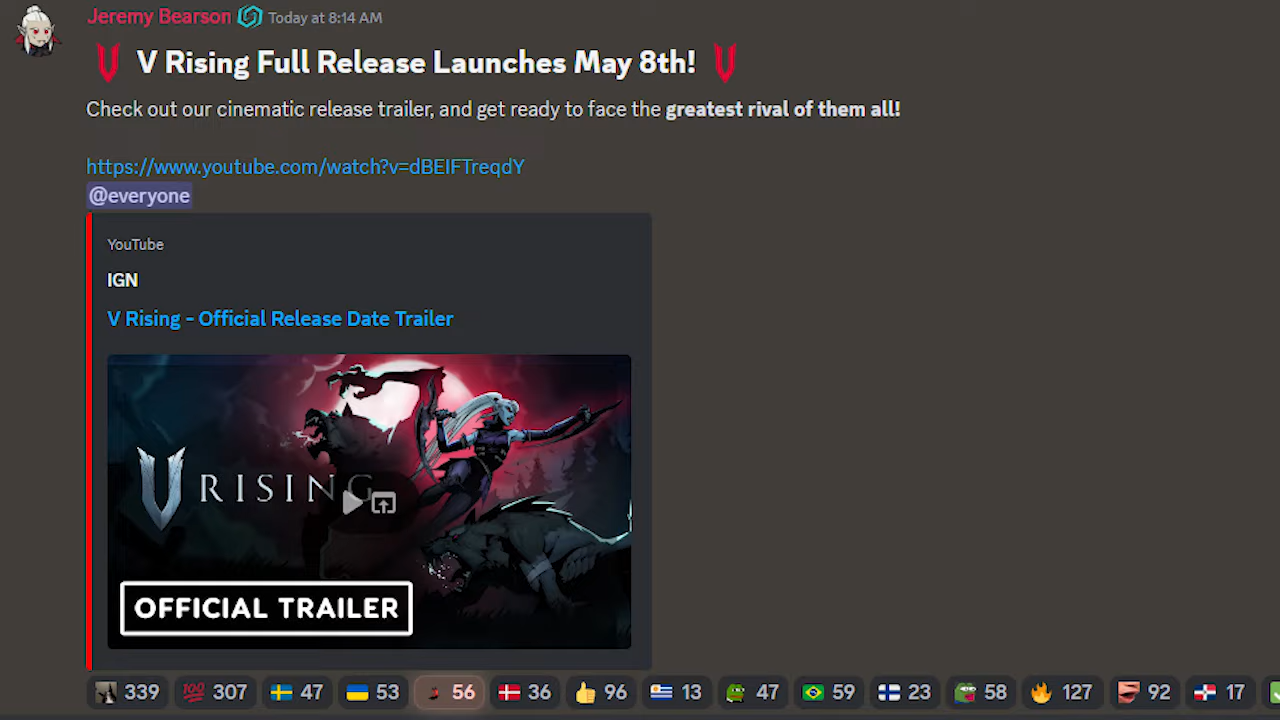 Jeremy Bearson Today at 8:14 AM
V Rising Full Release Launches May 8th!
Check out our cinematic release trailer, and get ready to face the greatest rival of them all!
https://www.youtube.com/watch?v=dBEIFTreqdY
@everyone
YouTube
IGN
V Rising - Official Release Date Trailer
V RISING
OFFICIAL TRAILER
339 100 307 47 53 56 36 96 13 47 59 23 58 127 92 17